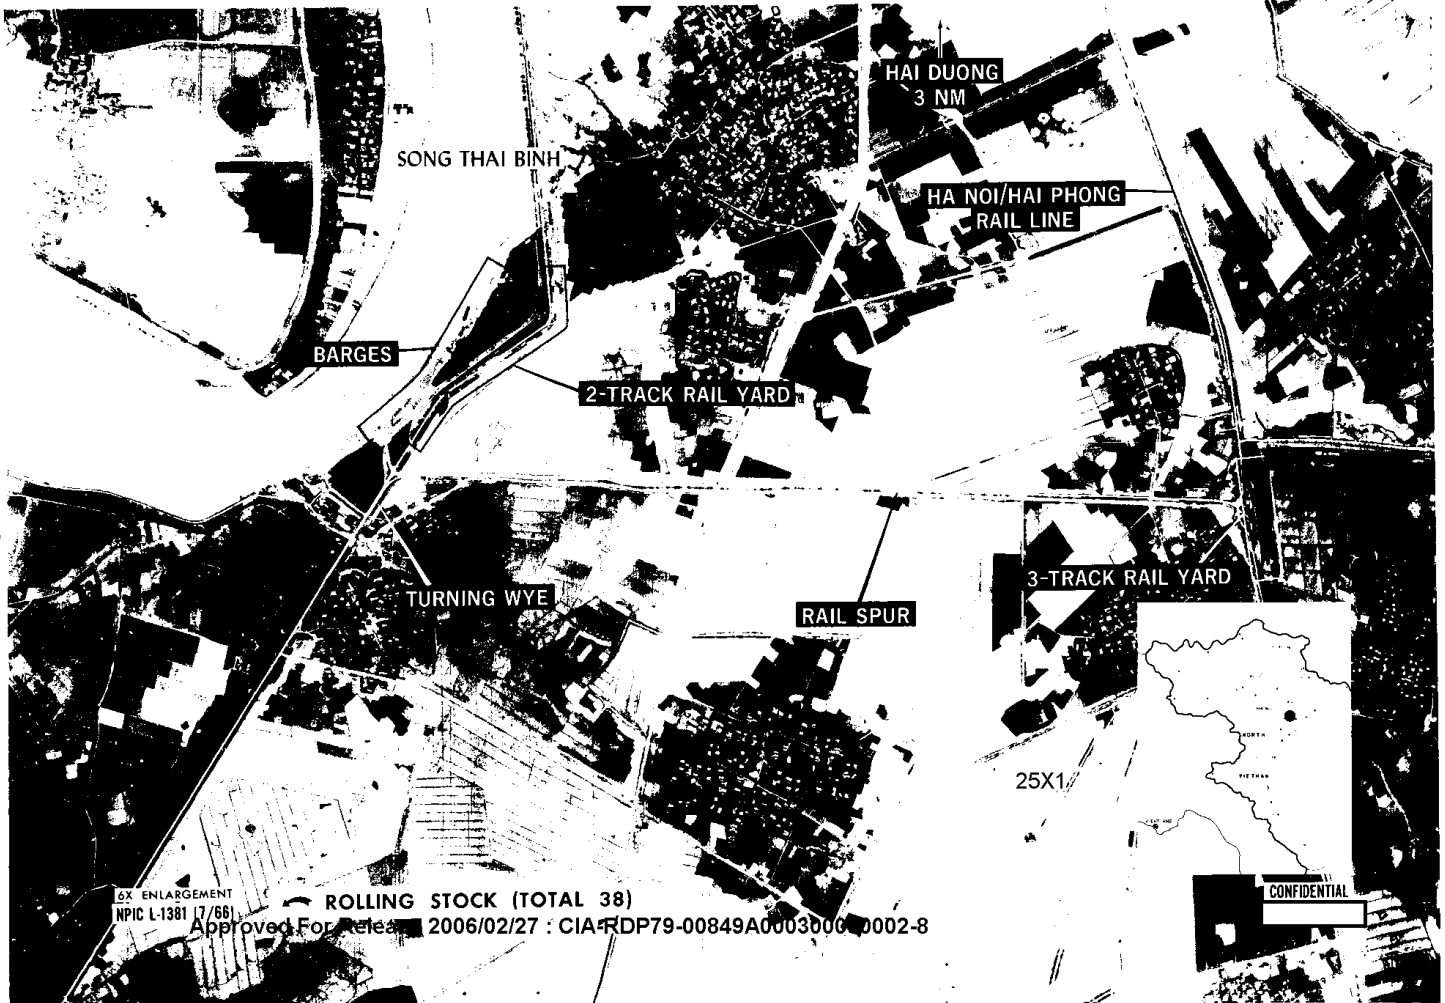 HAI DUONG
3 NM
SONG THAI BINH
HA NOI/HAI PHONG
RAIL LINE
BARGES
2-TRACK RAIL YARD
TURNING WYE
RAIL SPUR
3-TRACK RAIL YARD
NORTH
VIETNAM
25X1
6X ENLARGEMENT
NPIC L-1381 (7/66)
ROLLING STOCK (TOTAL 38)
CONFIDENTIAL
Approved For Release 2006/02/27 : CIA-RDP79-00849A000300010002-8